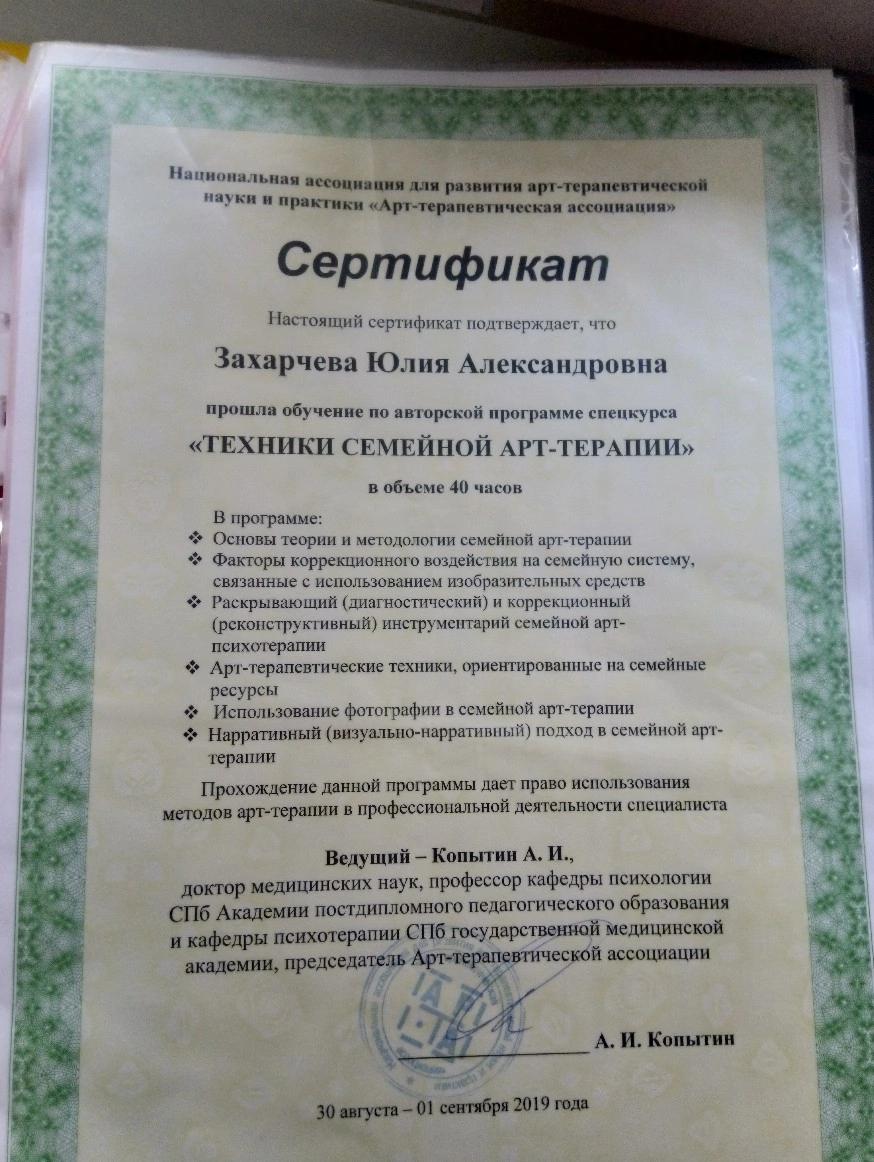 Национальная ассоциация для развития арт-терапевтической
науки и практики «Арт-терапевтическая ассоциация»
Сертификат
Настоящий сертификат подтверждает, что
Захарчева Юлия Александровна
прошла обучение по авторской программе спецкурса
«ТЕХНИКИ СЕМЕЙНОЙ АРТ-ТЕРАПИИ»
в объеме 40 часов
В программе:
❖ Основы теории и методологии семейной арт-терапии
❖ Факторы коррекционного воздействия на семейную систему,
связанные с использованием изобразительных средств
❖ Раскрывающий (диагностический) и коррекционный
(реконструктивный) инструментарий семейной арт-
психотерапии
❖ Арт-терапевтические техники, ориентированные на семейные
ресурсы
❖ Использование фотографии в семейной арт-терапии
❖ Нарративный (визуально-нарративный) подход в семейной арт-
терапии
Прохождение данной программы дает право использования
методов арт-терапии в профессиональной деятельности специалиста
Ведущий – Копытин А. И.,
доктор медицинских наук, профессор кафедры психологии
СПб Академии постдипломного педагогического образования
и кафедры психотерапии СПб государственной медицинской
академии, председатель Арт-терапевтической ассоциации
А. И. Копытин
30 августа – 01 сентября 2019 года